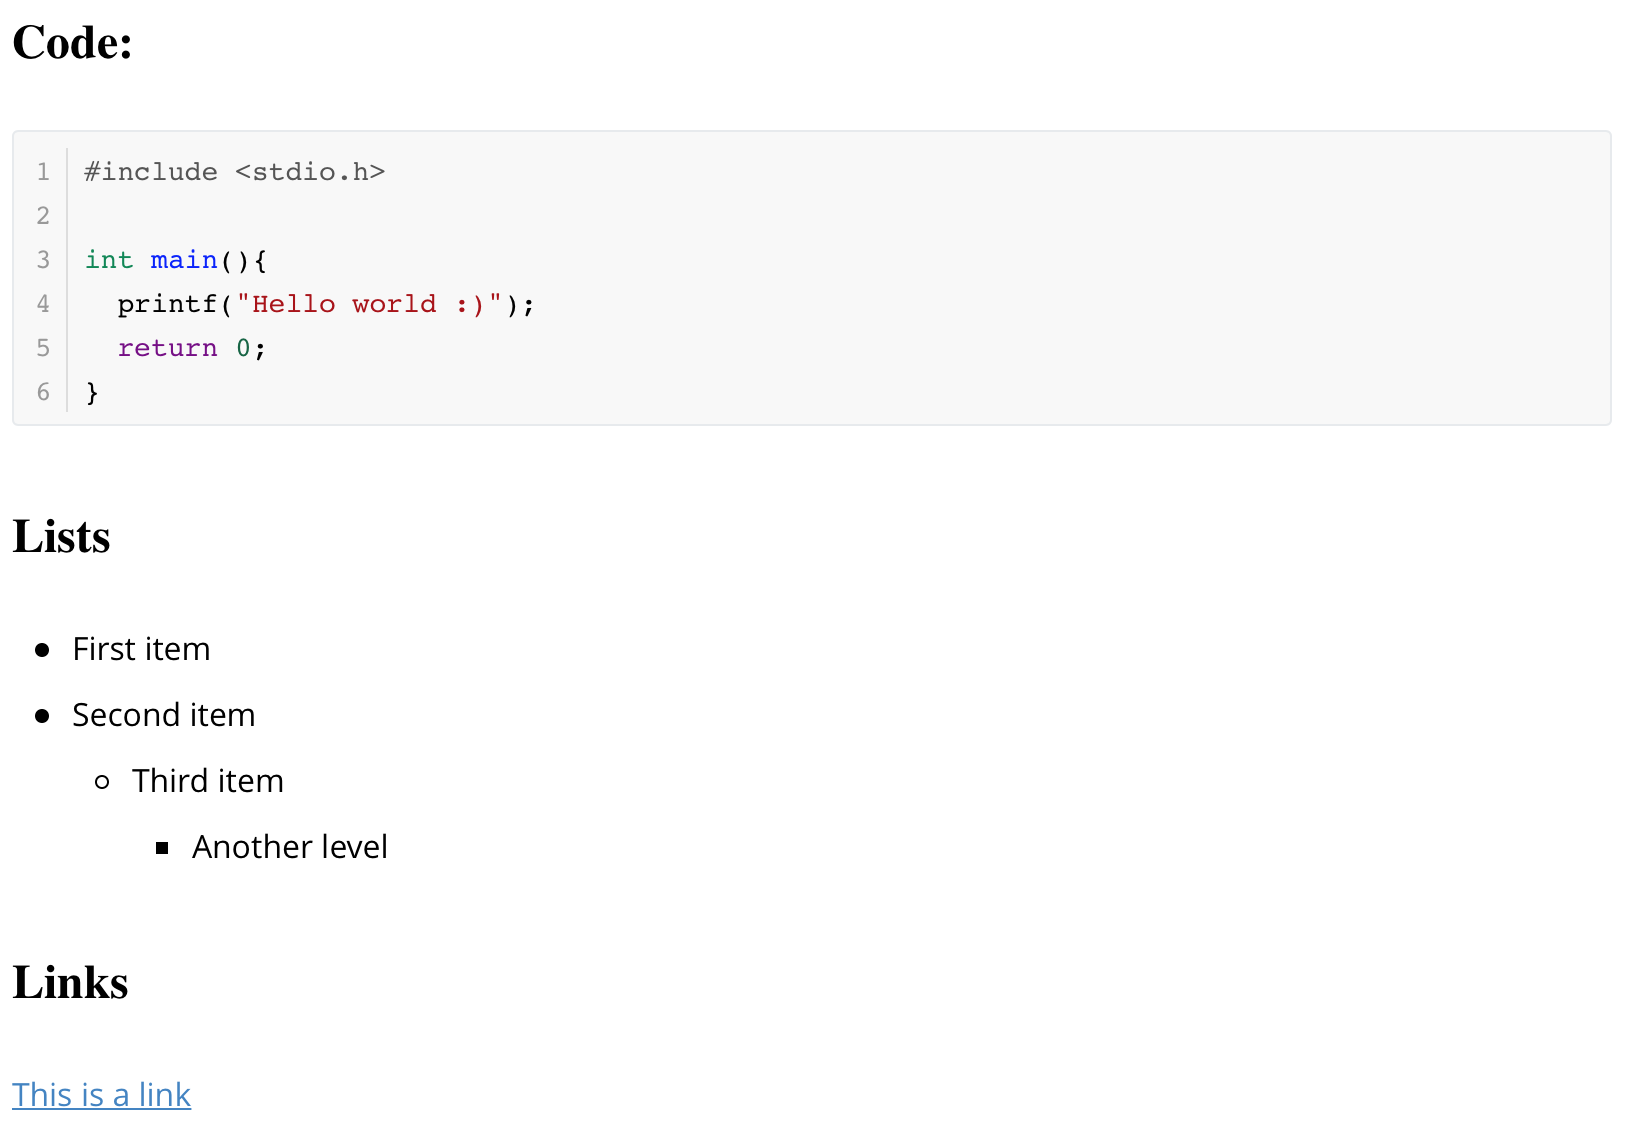 Code:
1 #include <stdio.h>
2
3 int main(){
4   printf("Hello world :)");
5   return 0;
6 }
Lists
● First item
● Second item
○ Third item
■ Another level
Links
This is a link